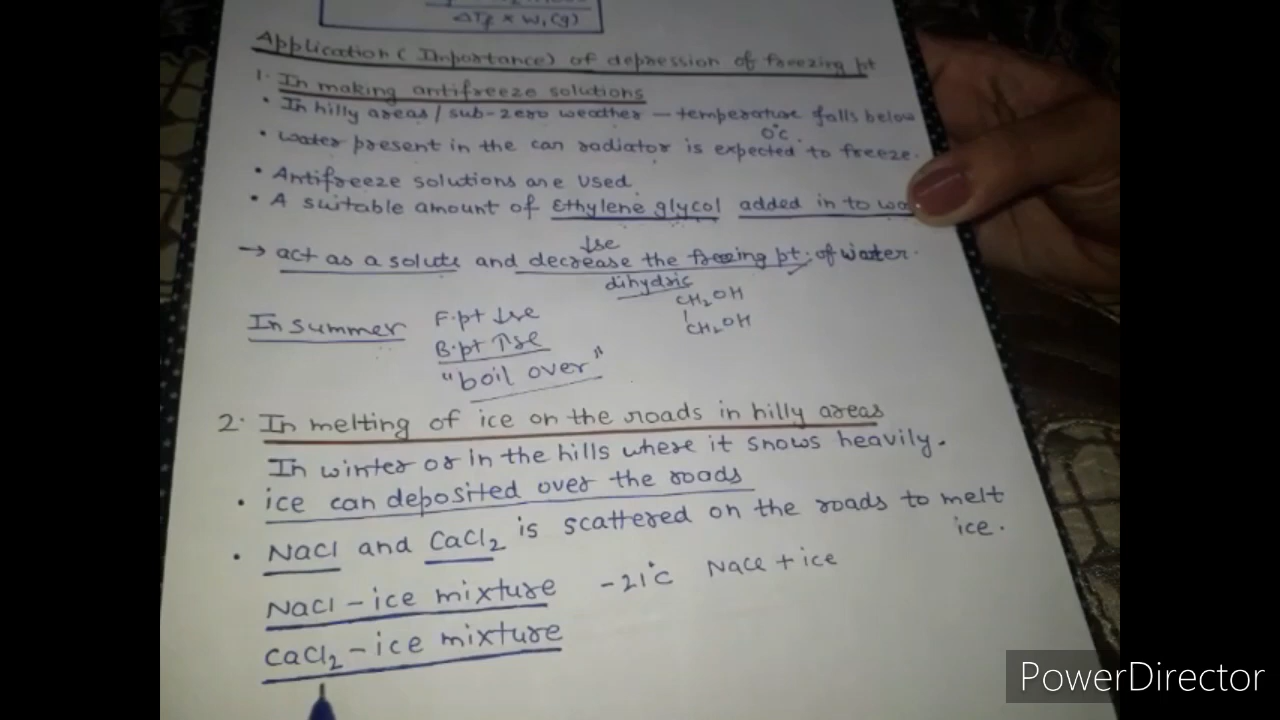 ΔTf × W1(g)
Application (Importance) of depression of freezing pt
1. In making antifreeze solutions
• In hilly areas / sub-zero weather — temperature falls below
0°C.
• water present in the car radiator is expected to freeze.
• Antifreeze solutions are used
• A suitable amount of Ethylene glycol added in to
↓se
→ act as a solute and decrease the freezing pt. of water.
dihydric
CH2OH
|
CH2OH
In summer F.pt ↓se
B.pt ↑se
"boil over"
2. In melting of ice on the roads in hilly areas
In winter or in the hills where it snows heavily.
• ice can deposited over the roads
• NaCl and CaCl2 is scattered on the roads to melt
ice.
NaCl – ice mixture -21°C NaCl + ice
CaCl2 – ice mixture
PowerDirector